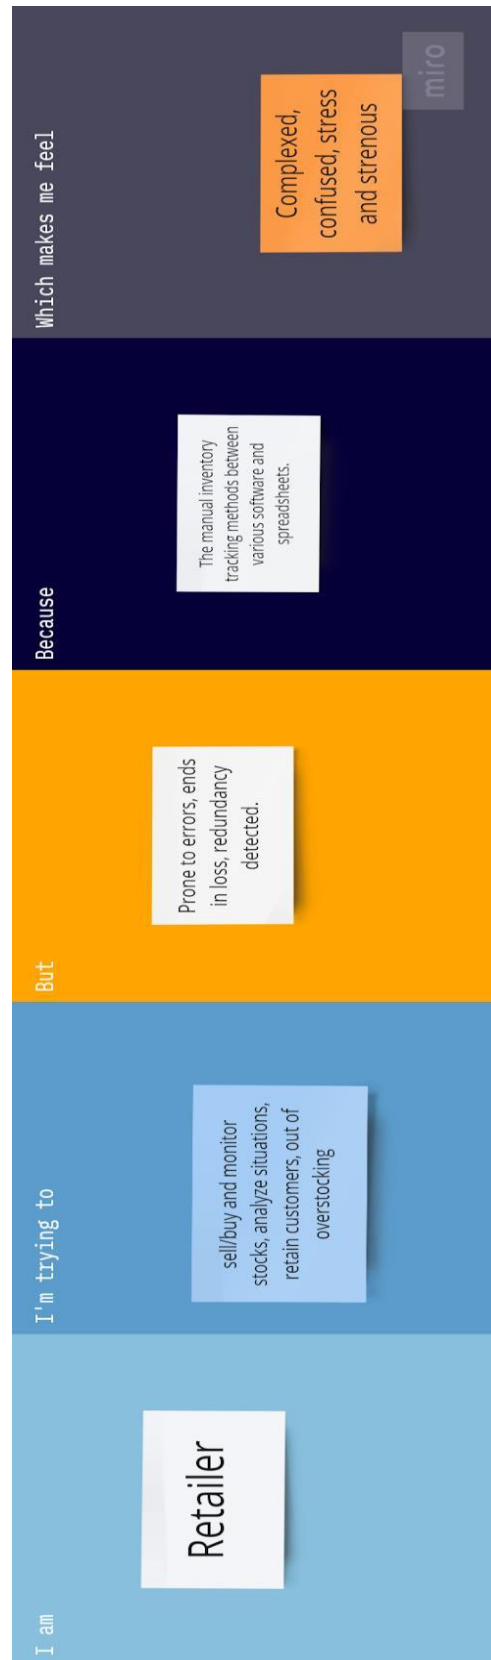 I am
Retailer
I'm trying to
sell/buy and monitor
stocks, analyze situations,
retain customers, out of
overstocking
But
Prone to errors, ends
in loss, redundancy
detected.
Because
The manual inventory
tracking methods between
various software and
spreadsheets.
Which makes me feel
Complexed,
confused, stress
and strenous
miro